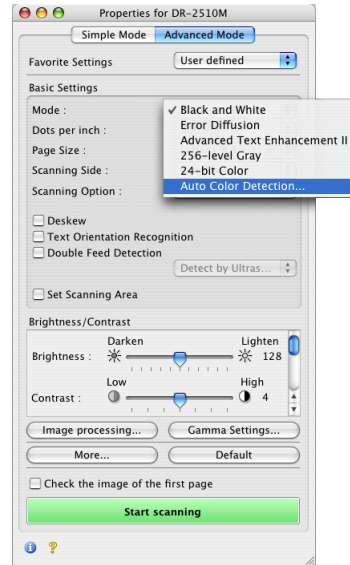 Properties for DR-2510M
Simple Mode Advanced Mode
Favorite Settings User defined
Basic Settings
Mode : ✓ Black and White
Error Diffusion
Dots per inch : Advanced Text Enhancement II
Page Size : 256-level Gray
Scanning Side : 24-bit Color
Scanning Option : Auto Color Detection...
Deskew
Text Orientation Recognition
Double Feed Detection
Detect by Ultras...
Set Scanning Area
Brightness/Contrast
Darken Lighten
Brightness : 128
Low High
Contrast : 4
Image processing... Gamma Settings...
More... Default
Check the image of the first page
Start scanning